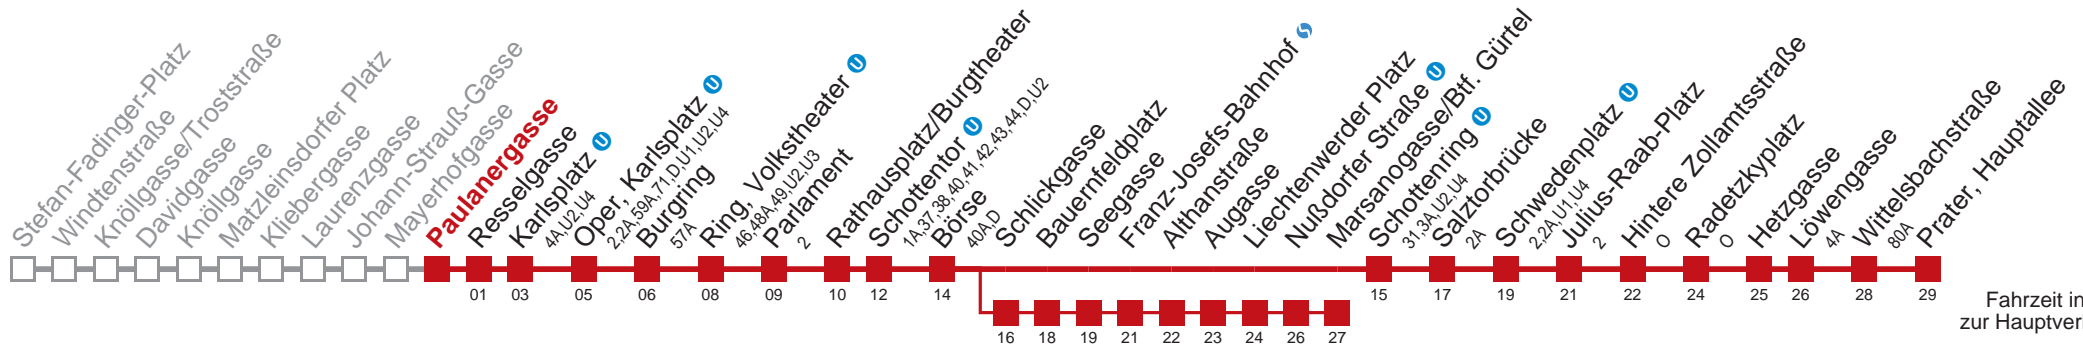 Stefan-Fadinger-Platz
Windtenstraße
Knöllgasse/Troststraße
Davidgasse
Knöllgasse
Matzleinsdorfer Platz
Kliebergasse
Laurenzgasse
Johann-Strauß-Gasse
Mayerhofgasse
Paulanergasse
Resselgasse
Karlsplatz U
4A,U2,U4
Oper, Karlsplatz U
2,2A,59A,71,D,U1,U2,U4
Burgring
57A
Ring, Volkstheater U
46,48A,49,U2,U3
Parlament
2
Rathausplatz/Burgtheater
Schottentor U
1A,37,38,40,41,42,43,44,D,U2
Börse
40A,D
Schlickgasse
Bauernfeldplatz
Seegasse
Franz-Josefs-Bahnhof S
Althanstraße
Augasse
Liechtenwerder Platz
Nußdorfer Straße U
Marsanogasse/Btf. Gürtel
Schottenring U
31,3A,U2,U4
Salztorbrücke
2A
Schwedenplatz U
2,2A,U1,U4
Julius-Raab-Platz
2
Hintere Zollamtsstraße
O
Radetzkyplatz
O
Hetzgasse
Löwengasse
4A
Wittelsbachstraße
80A
Prater, Hauptallee
01 03 05 06 08 09 10 12 14 15 17 19 21 22 24 25 26 28 29
16 18 19 21 22 23 24 26 27
Fahrzeit in
zur Hauptver